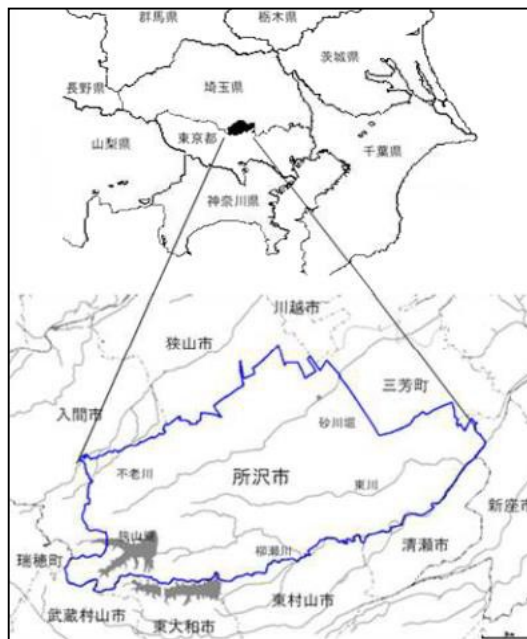 群馬県
栃木県
茨城県
長野県
埼玉県
東京都
山梨県
千葉県
神奈川県
川越市
狭山市
三芳町
入間市
砂川堀
不老川
所沢市
東川
新座市
狭山湖
柳瀬川
清瀬市
瑞穂町
東村山市
武蔵村山市
東大和市